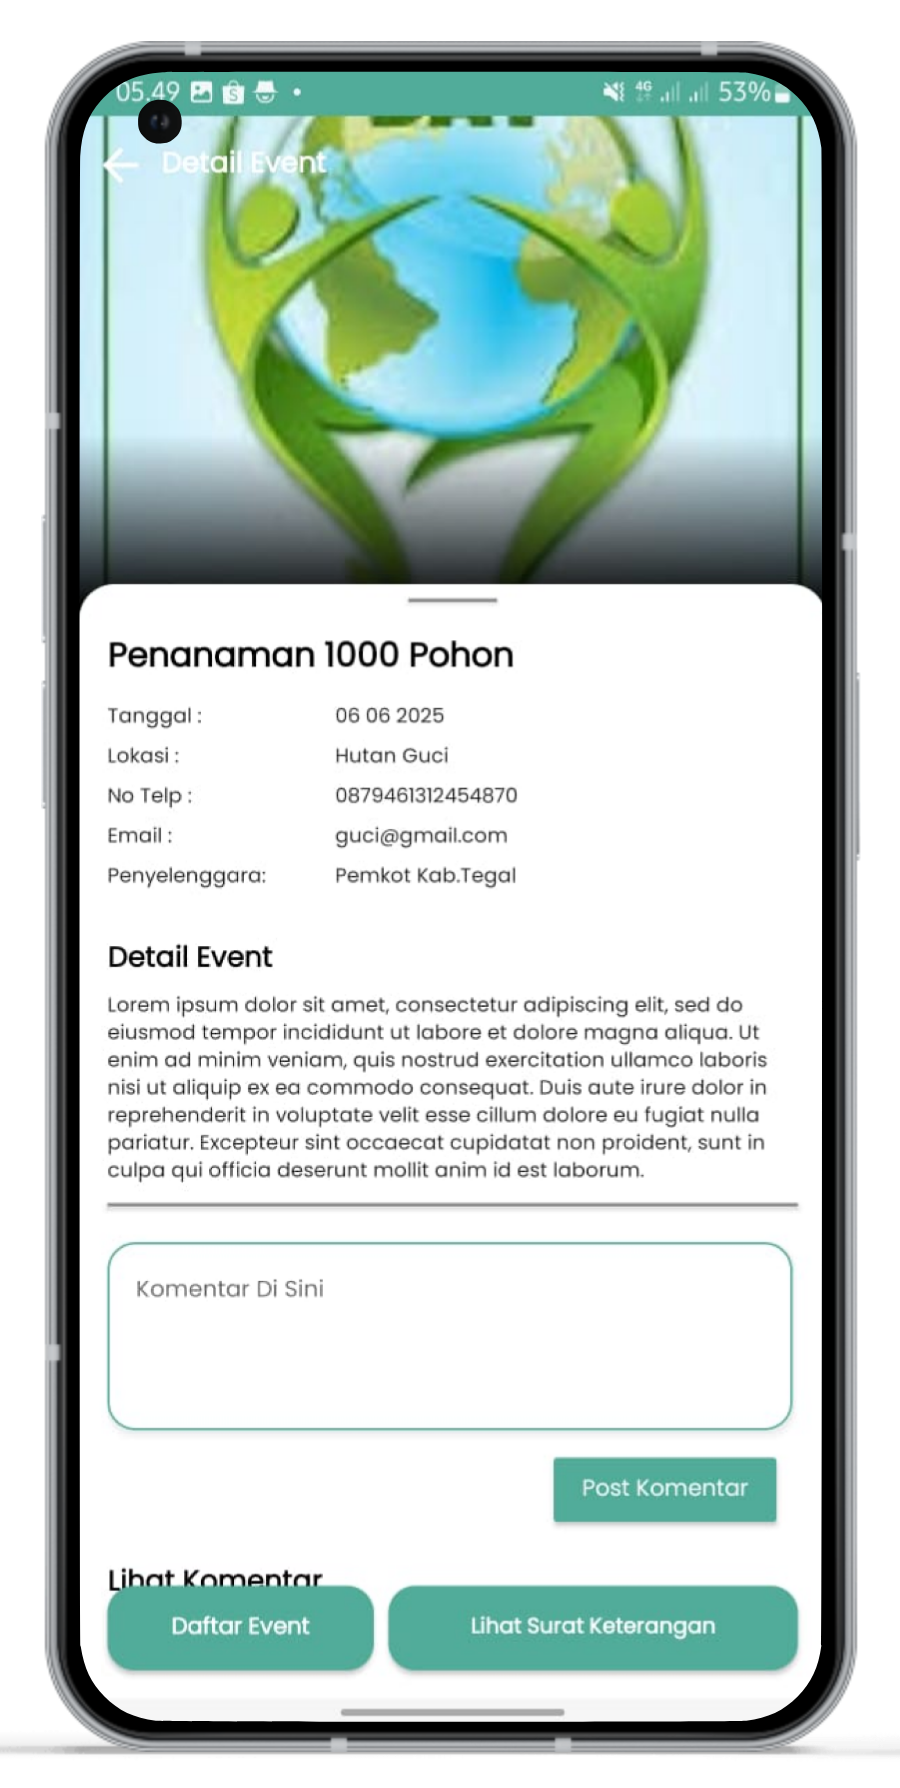 05.49
4G 53%
Detail Event
Penanaman 1000 Pohon
Tanggal : 06 06 2025
Lokasi : Hutan Guci
No Telp : 0879461312454870
Email : guci@gmail.com
Penyelenggara: Pemkot Kab.Tegal
Detail Event
Lorem ipsum dolor sit amet, consectetur adipiscing elit, sed do
eiusmod tempor incididunt ut labore et dolore magna aliqua. Ut
enim ad minim veniam, quis nostrud exercitation ullamco laboris
nisi ut aliquip ex ea commodo consequat. Duis aute irure dolor in
reprehenderit in voluptate velit esse cillum dolore eu fugiat nulla
pariatur. Excepteur sint occaecat cupidatat non proident, sunt in
culpa qui officia deserunt mollit anim id est laborum.
Komentar Di Sini
Post Komentar
Lihat Komentar
Daftar Event
Lihat Surat Keterangan